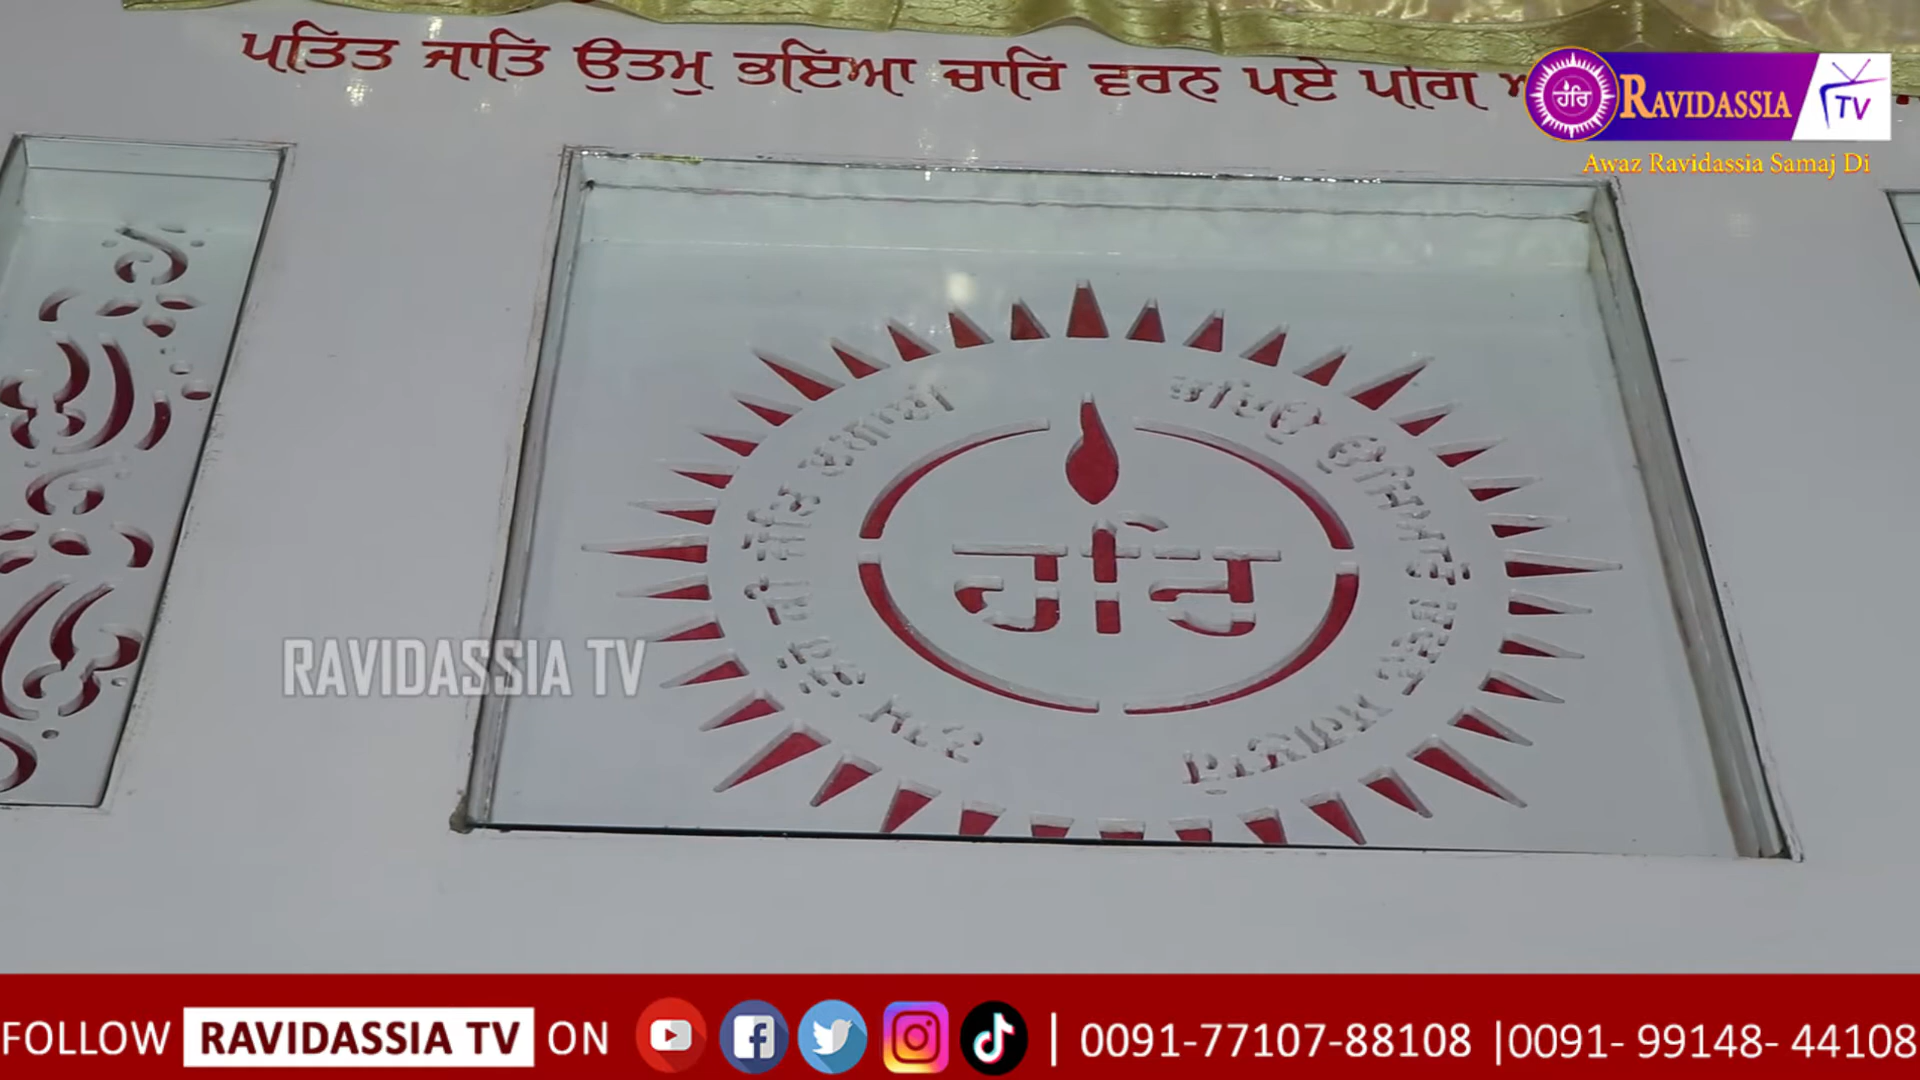 ਪਤਿਤ ਜਾਤਿ ਉਤਮੁ ਭਇਆ ਚਾਰਿ ਵਰਨ ਪਏ ਪਗਿ
ਹਰਿ
RAVIDASSIA TV
Awaz Ravidassia Samaj Di
ਹਰਿ
RAVIDASSIA TV
FOLLOW RAVIDASSIA TV ON | 0091-77107-88108 |0091- 99148- 44108